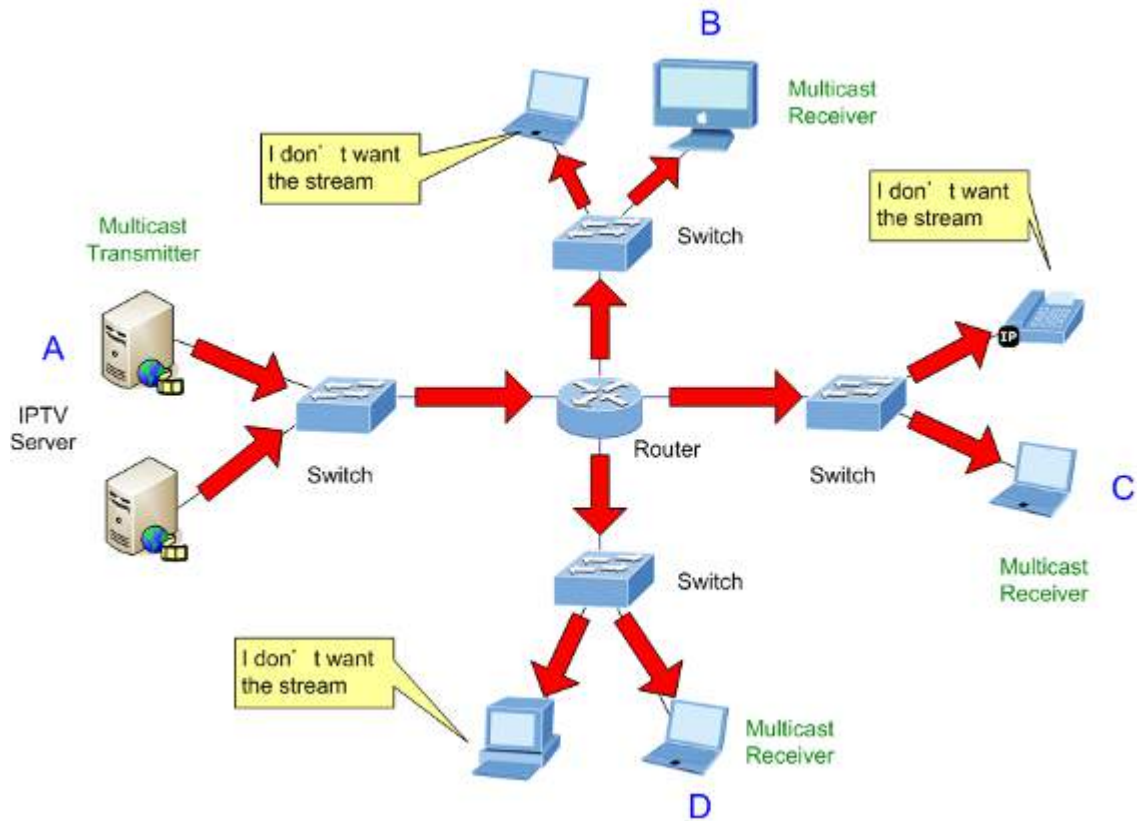 B
Multicast
Receiver
I don' t want
the stream
I don' t want
the stream
Switch
Multicast
Transmitter
A
IP
IPTV
Server
Router
Switch
Switch
C
Switch
Multicast
Receiver
I don' t want
the stream
Multicast
Receiver
D